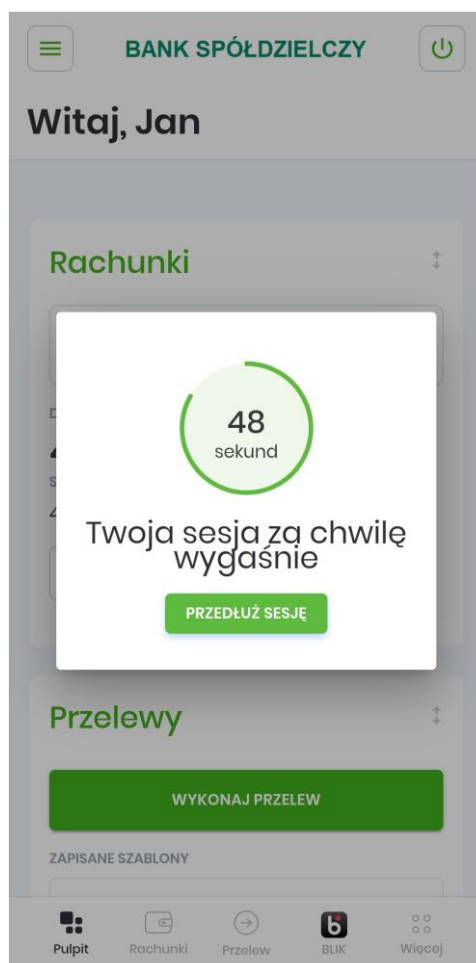 BANK SPÓŁDZIELCZY
Witaj, Jan
Rachunki
48
sekund
Twoja sesja za chwilę
wygaśnie
PRZEDŁUŻ SESJĘ
Przelewy
WYKONAJ PRZELEW
ZAPISANE SZABLONY
Pulpit
Rachunki
Przelew
BLIK
Więcej